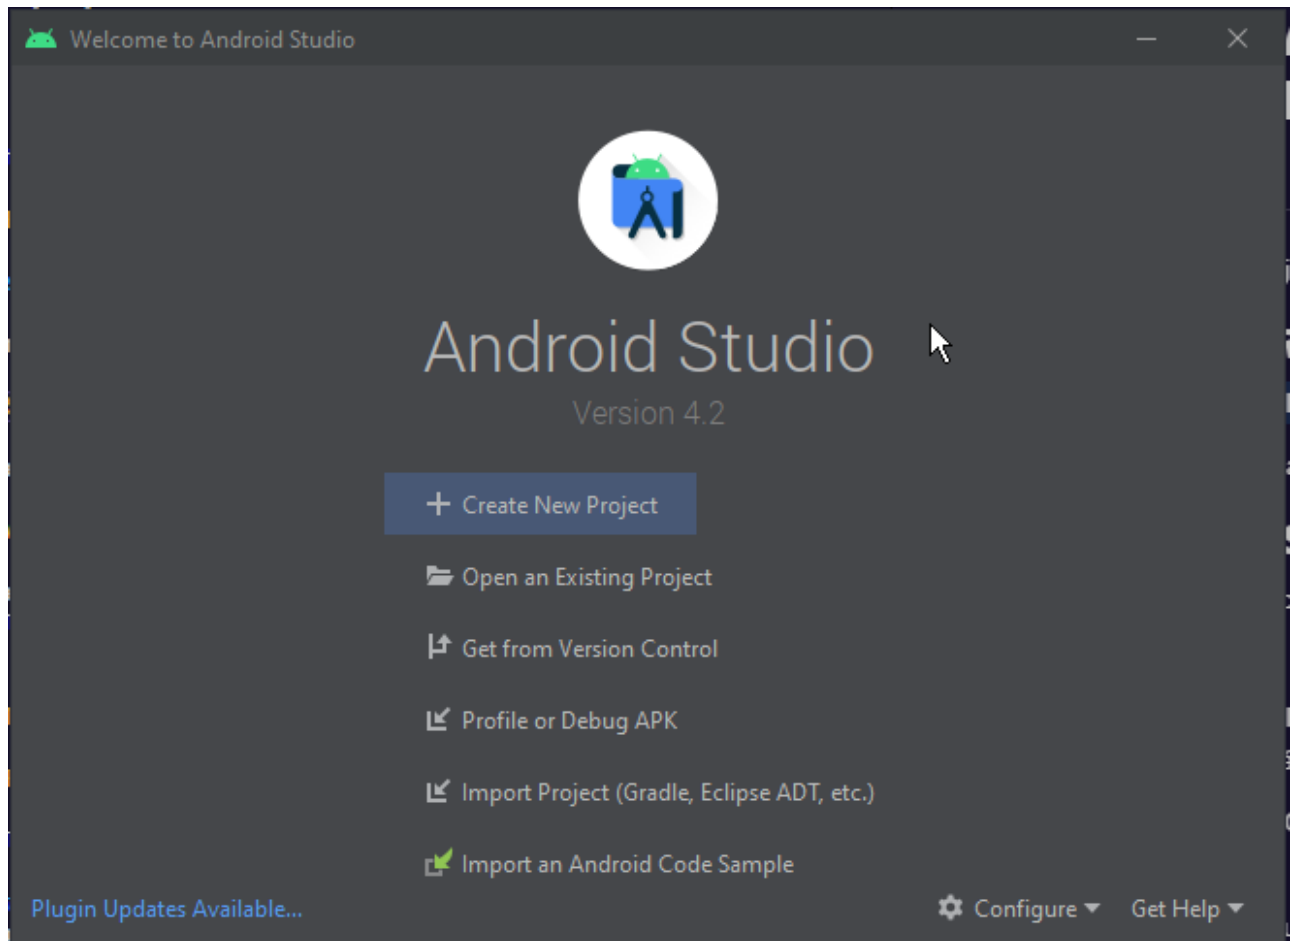 Welcome to Android Studio
Android Studio
Version 4.2
Create New Project
Open an Existing Project
Get from Version Control
Profile or Debug APK
Import Project (Gradle, Eclipse ADT, etc.)
Import an Android Code Sample
Plugin Updates Available...
Configure
Get Help